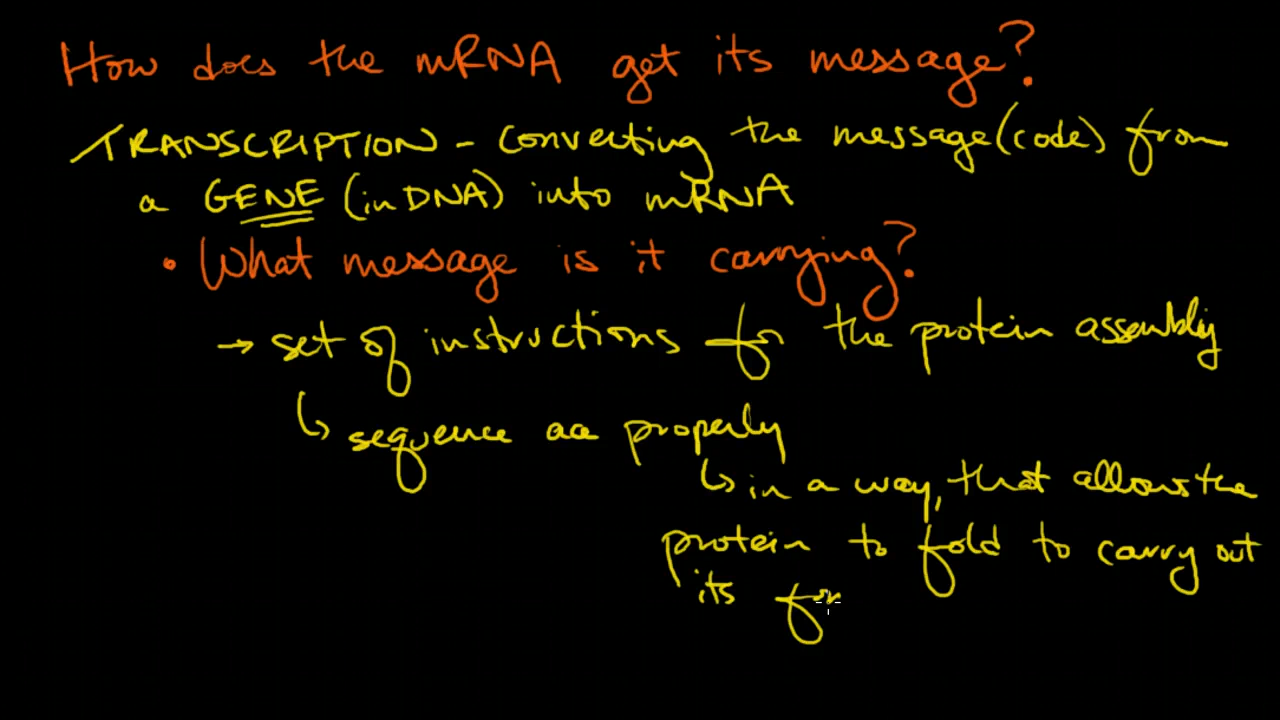 How does the mRNA get its message?
TRANSCRIPTION - converting the message (code) from
a GENE (in DNA) into mRNA
• What message is it carrying?
→ set of instructions for the protein assembly
↳ sequence aa properly
↳ in a way, that allows the
protein to fold to carry out
its fn